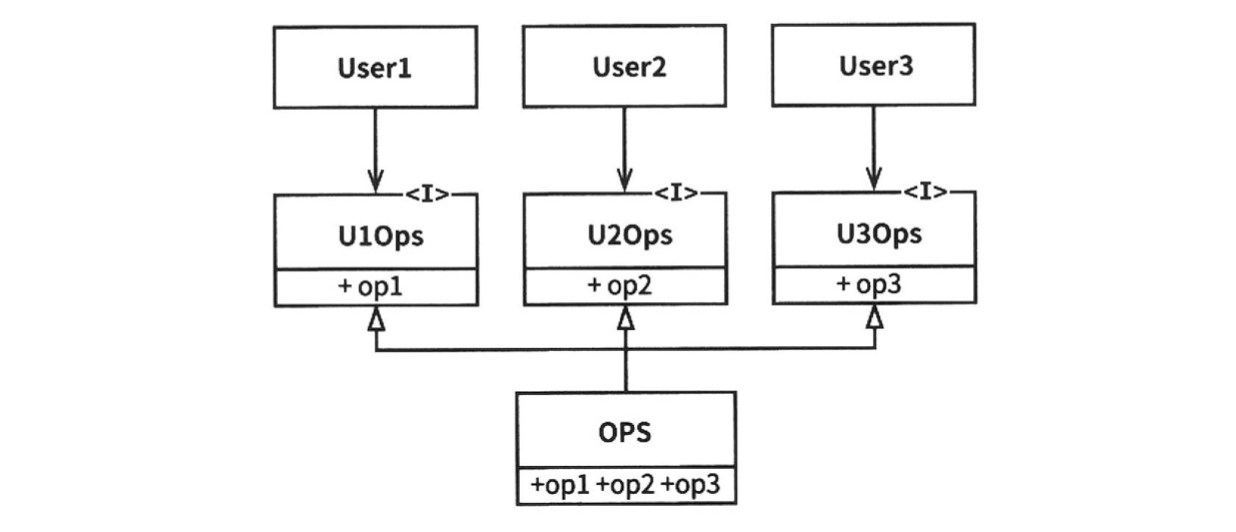 User1
User2
User3
<I>
<I>
<I>
U1Ops
U2Ops
U3Ops
+ op1
+ op2
+ op3
OPS
+op1 +op2 +op3